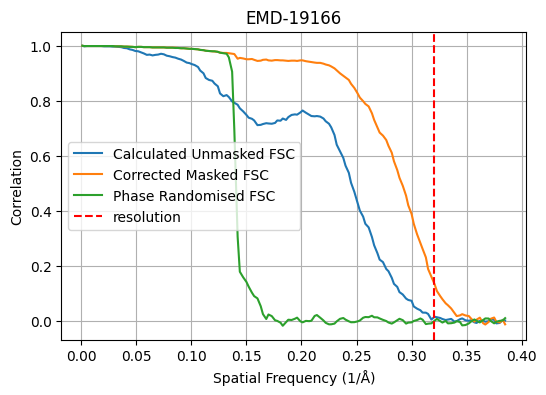 EMD-19166
1.0
0.8
0.6
0.4
0.2
0.0
Correlation
Calculated Unmasked FSC
Corrected Masked FSC
Phase Randomised FSC
resolution
0.00 0.05 0.10 0.15 0.20 0.25 0.30 0.35 0.40
Spatial Frequency (1/Å)